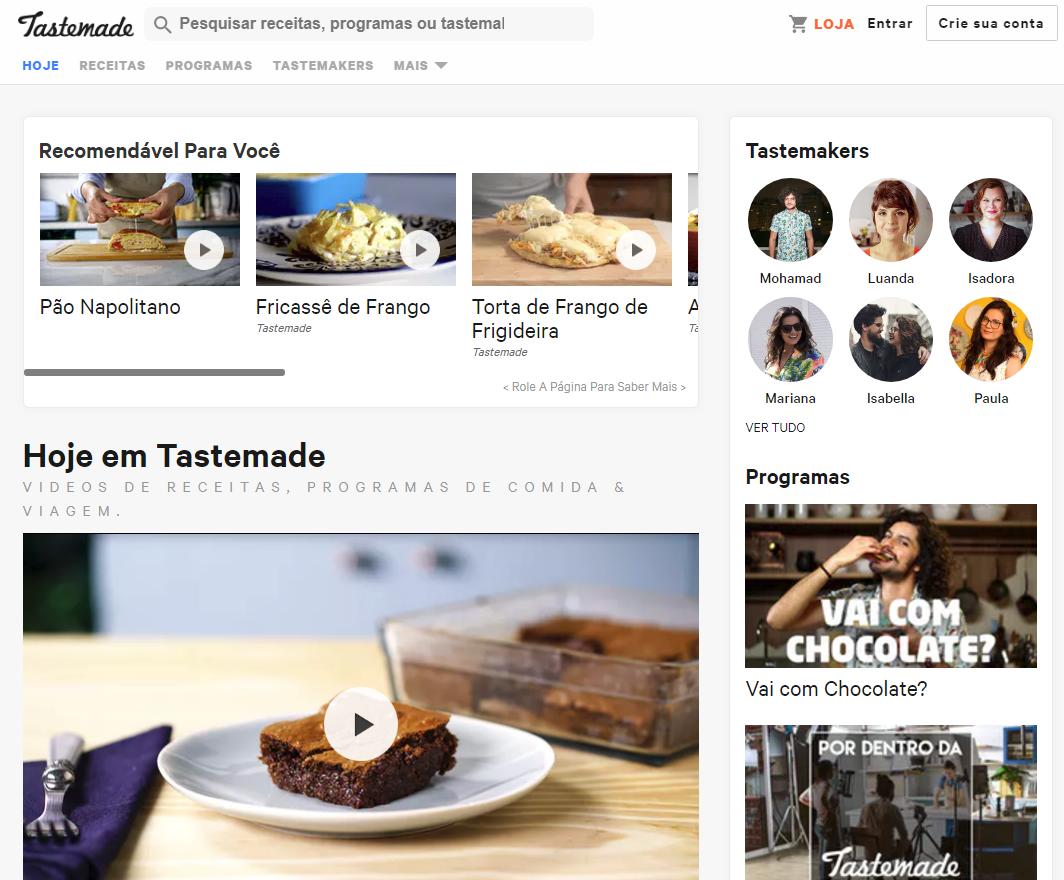 Tastemade
Pesquisar receitas, programas ou tastemal
LOJA
Entrar
Crie sua conta
HOJE
RECEITAS
PROGRAMAS
TASTEMAKERS
MAIS
Recomendável Para Você
Pão Napolitano
Fricassê de Frango
Tastemade
Torta de Frango de
Frigideira
Tastemade
A
Ta
< Role A Página Para Saber Mais >
Hoje em Tastemade
VIDEOS DE RECEITAS, PROGRAMAS DE COMIDA &
VIAGEM.
Tastemakers
Mohamad
Luanda
Isadora
Mariana
Isabella
Paula
VER TUDO
Programas
VAI COM
CHOCOLATE?
Vai com Chocolate?
POR DENTRO DA
Tastemade